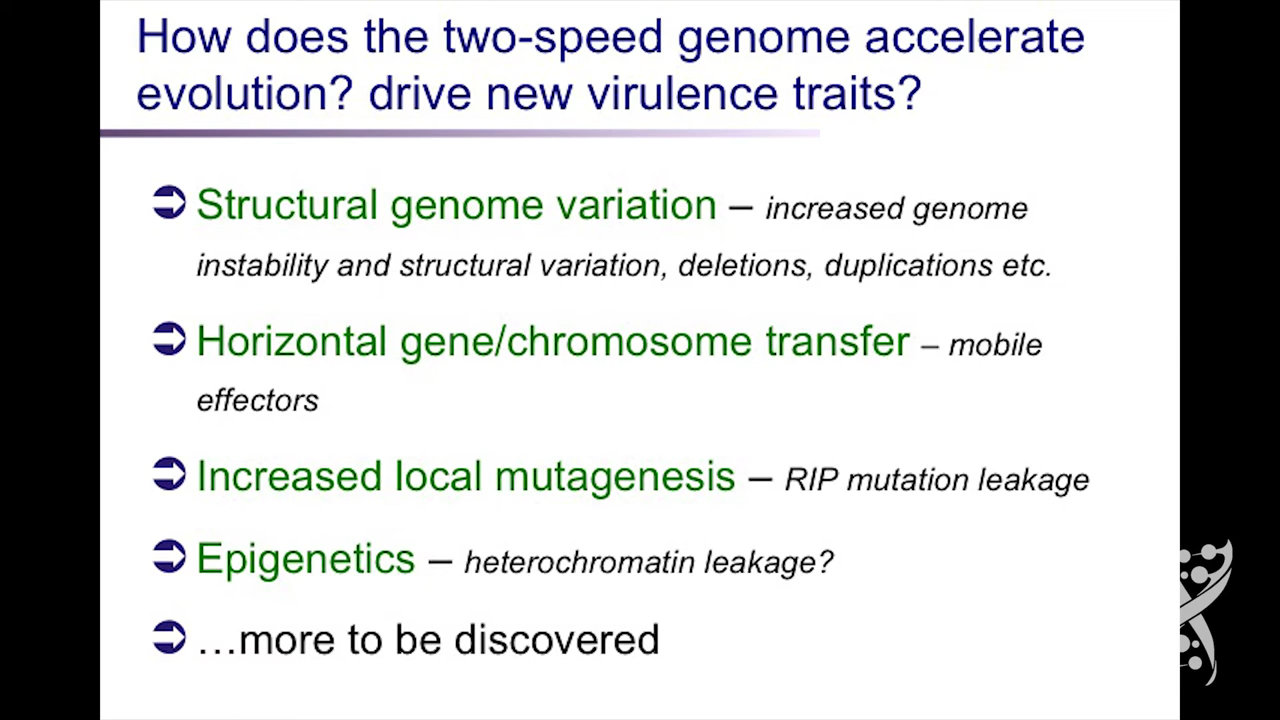 How does the two-speed genome accelerate
evolution? drive new virulence traits?
Structural genome variation – increased genome
instability and structural variation, deletions, duplications etc.
Horizontal gene/chromosome transfer – mobile
effectors
Increased local mutagenesis – RIP mutation leakage
Epigenetics – heterochromatin leakage?
…more to be discovered